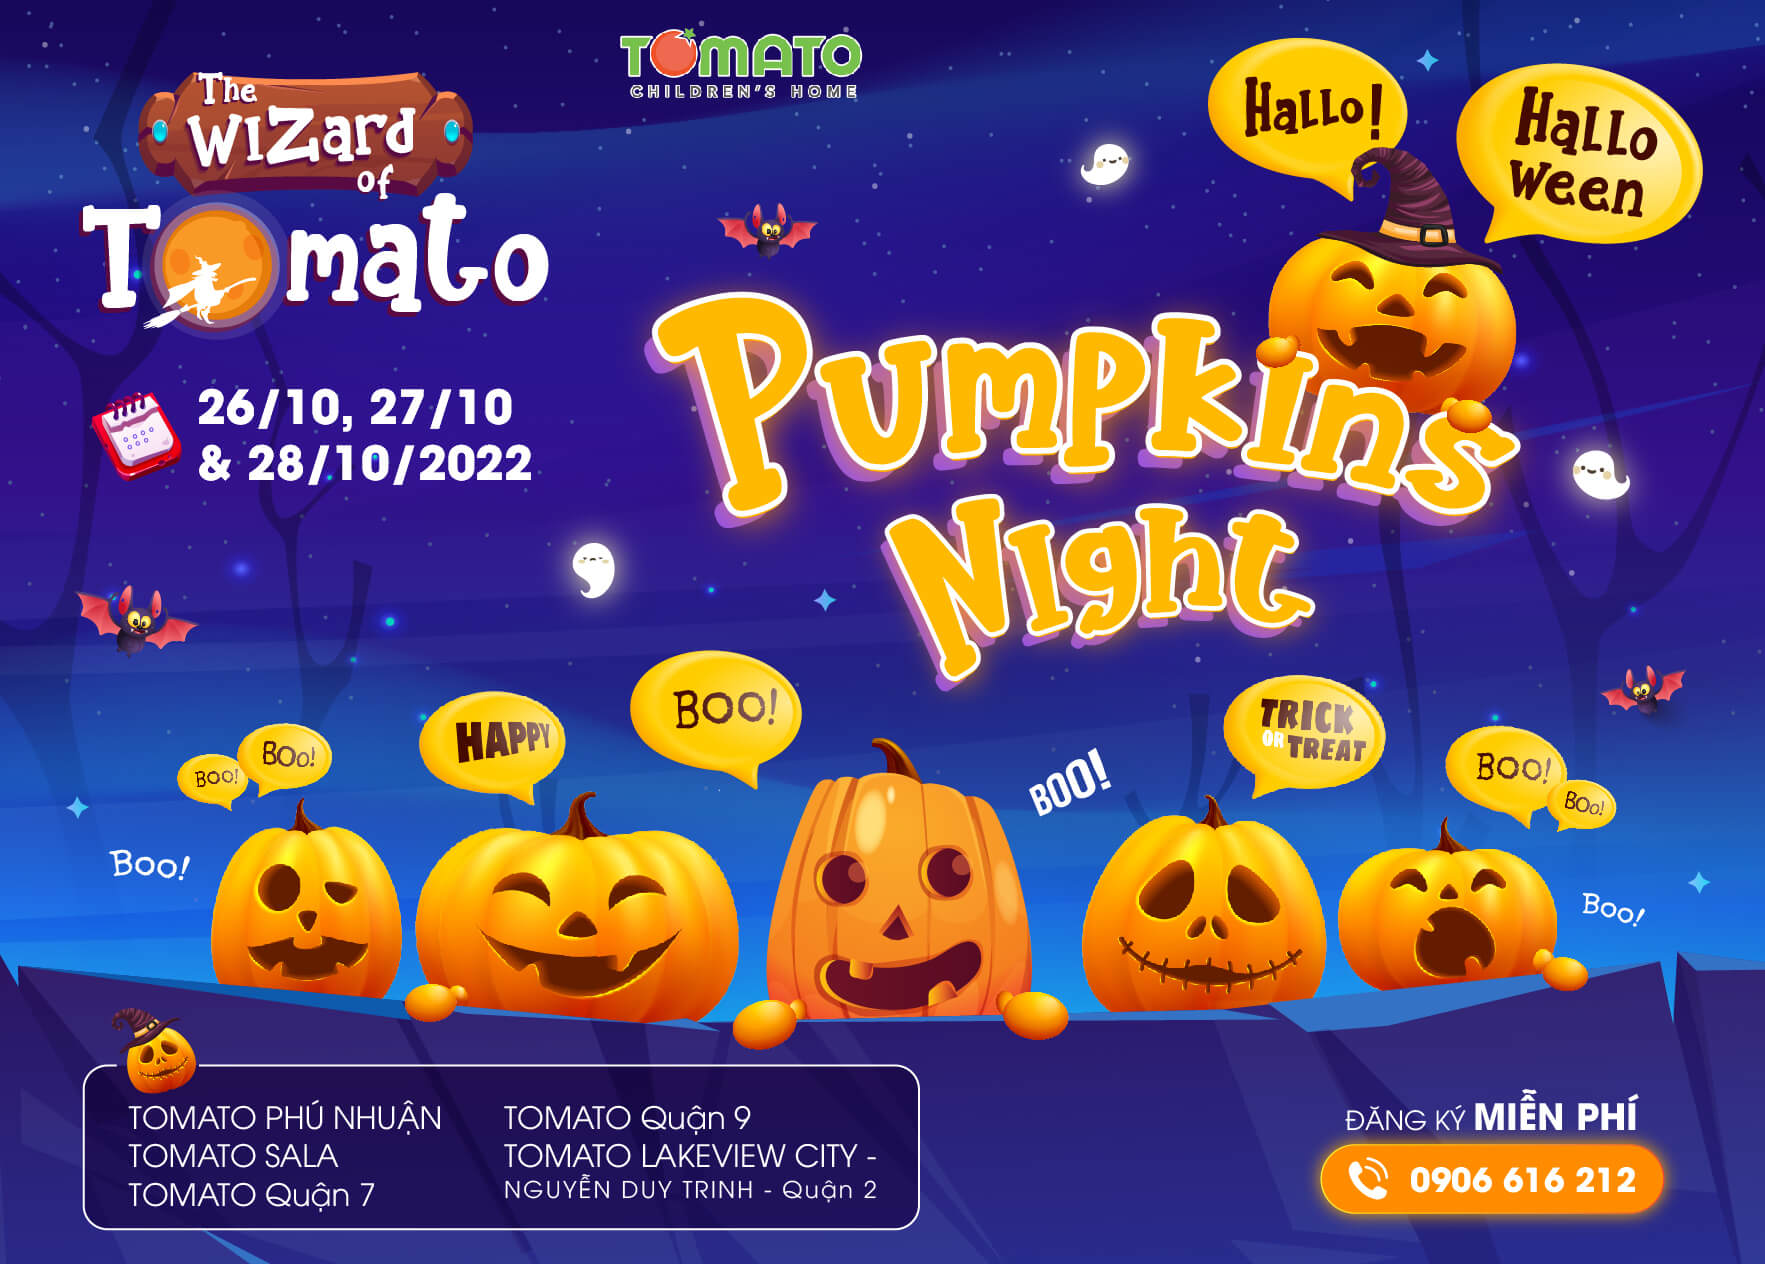 TOMATO
CHILDREN'S HOME
The
WIZard
of
Tomato
26/10, 27/10
& 28/10/2022
HaLLo!
HaLLo
ween
Pumpkins
Night
Boo!
BOo!
HAPPY
BOO!
BOO!
TRICK
OR TREAT
BOO!
BOo!
Boo!
Boo!
TOMATO PHÚ NHUẬN
TOMATO SALA
TOMATO Quận 7
TOMATO Quận 9
TOMATO LAKEVIEW CITY -
NGUYỄN DUY TRINH - Quận 2
ĐĂNG KÝ MIỄN PHÍ
0906 616 212